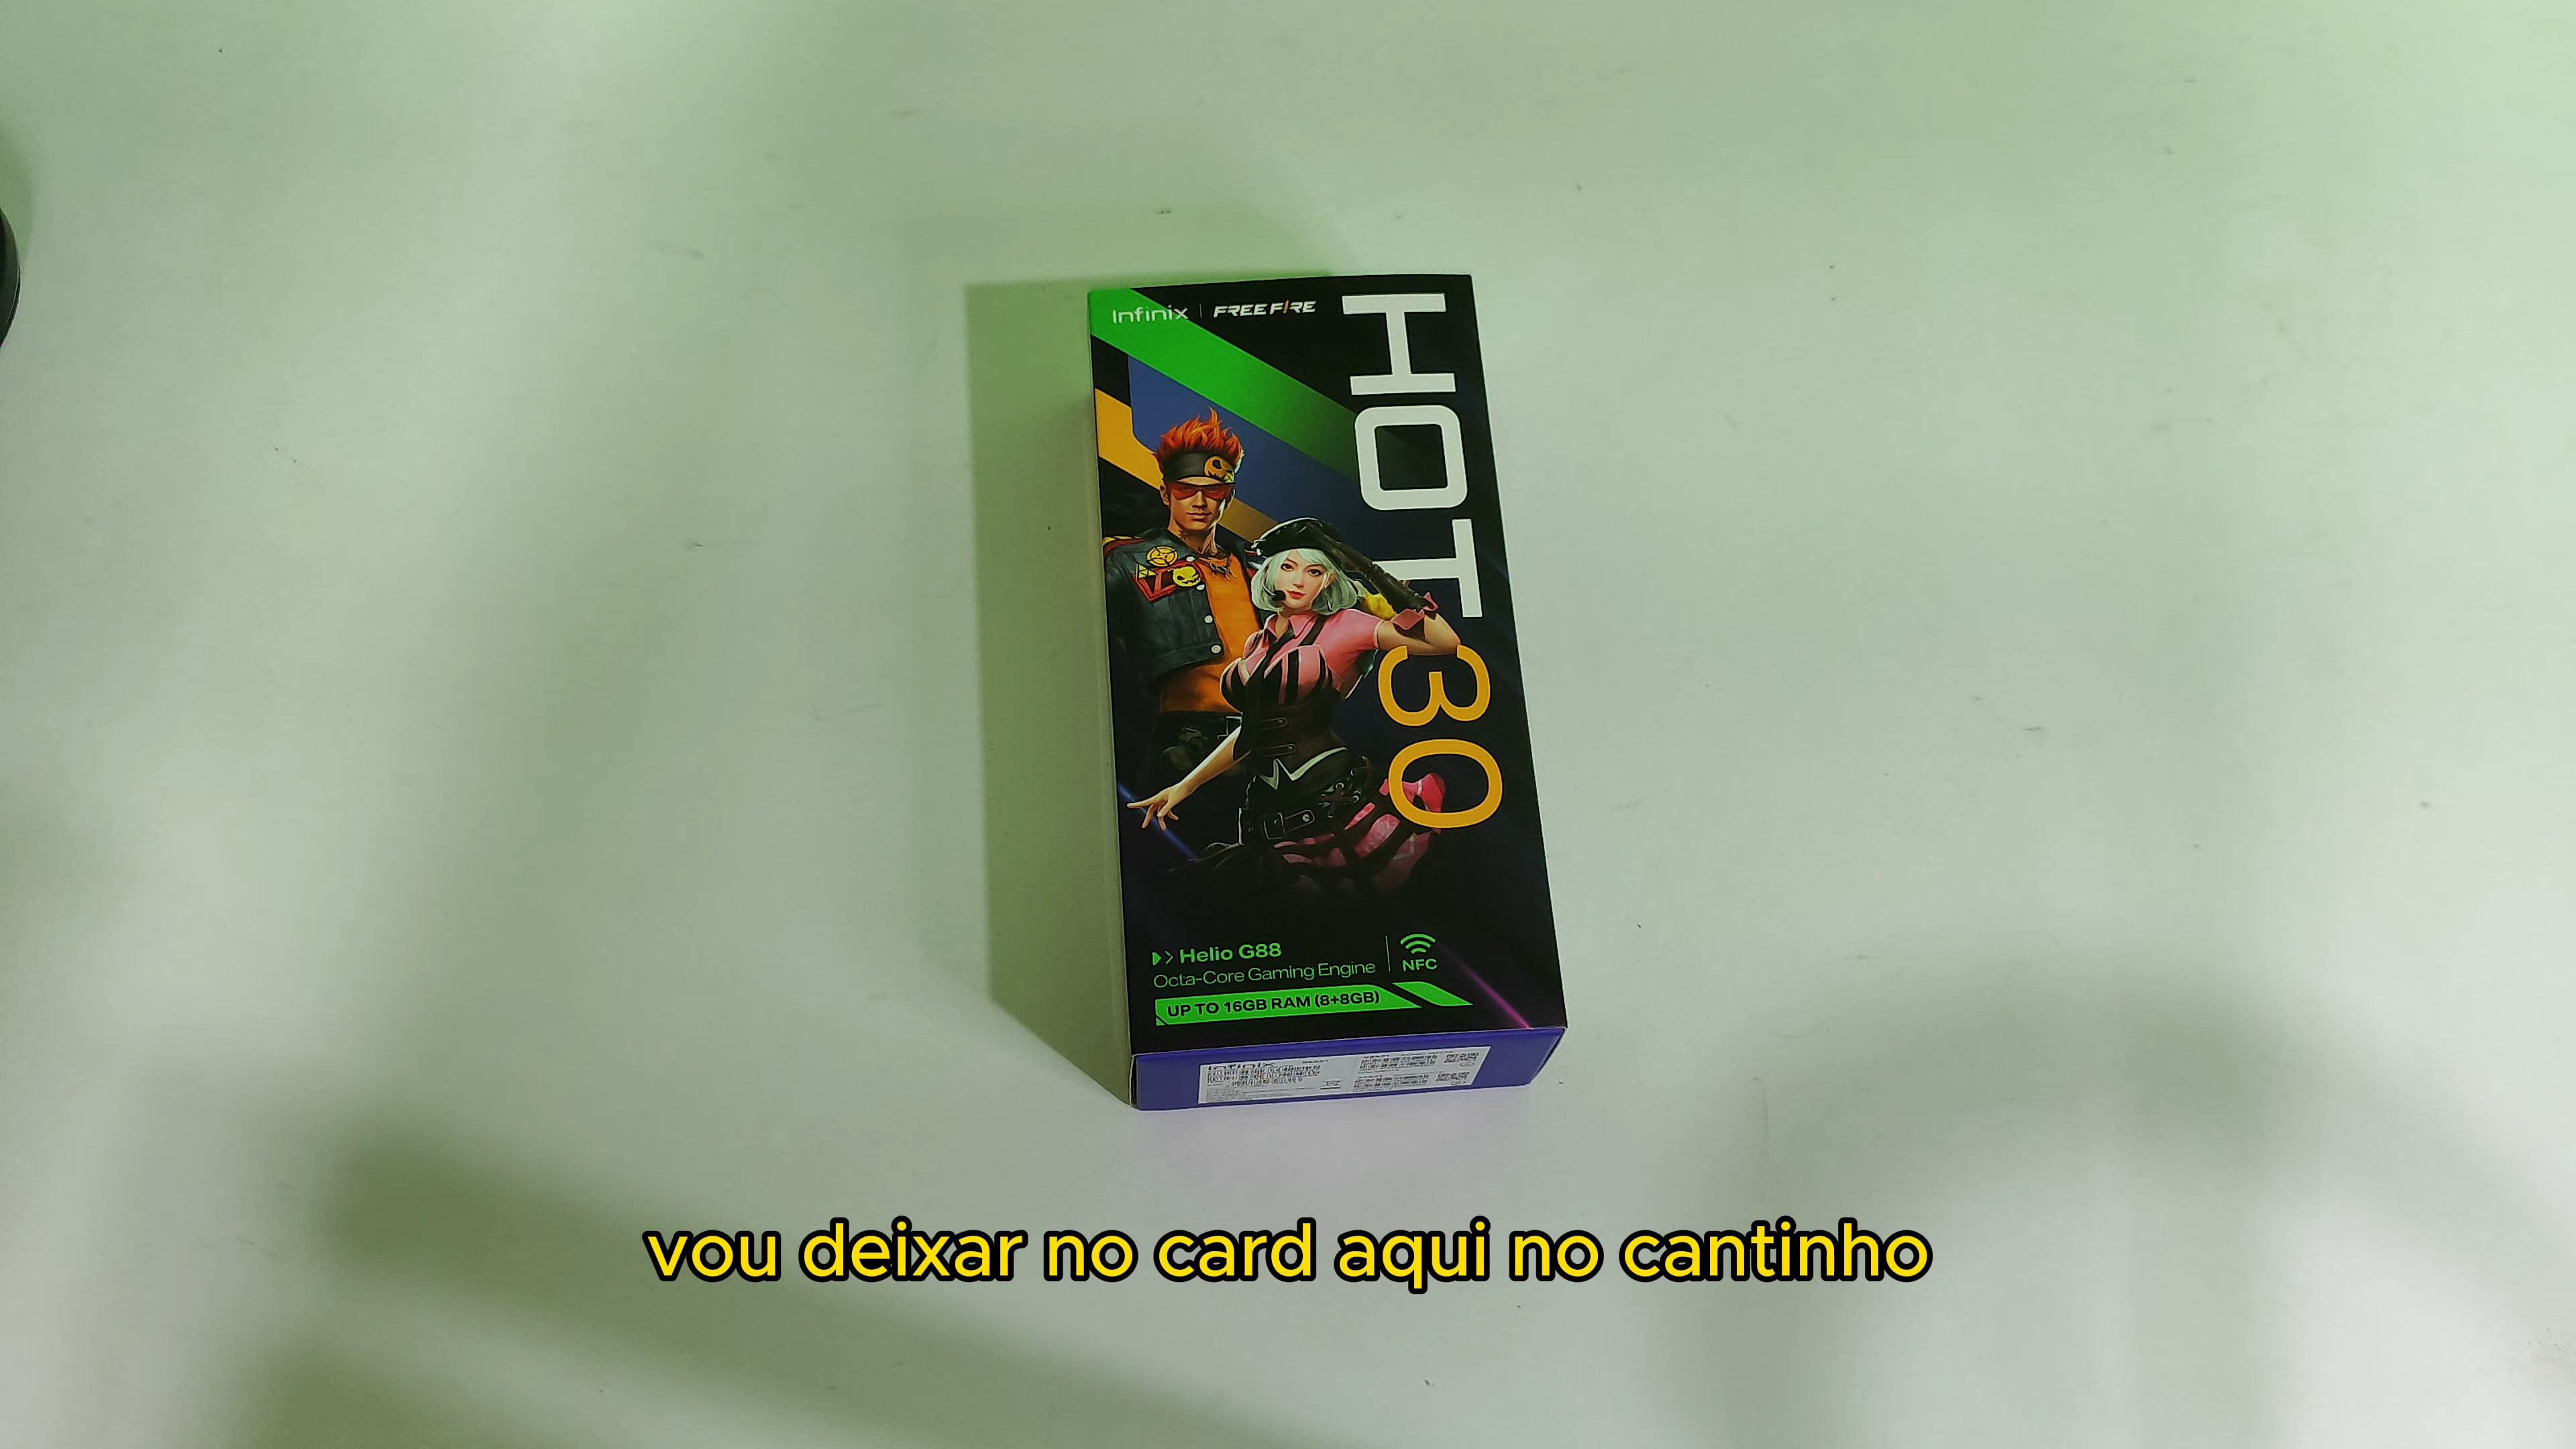 Infinix | FREE FIRE
HOT 30
Helio G88
Octa-Core Gaming Engine
NFC
UP TO 16GB RAM (8+8GB)
Infinix
vou deixar no card aqui no cantinho